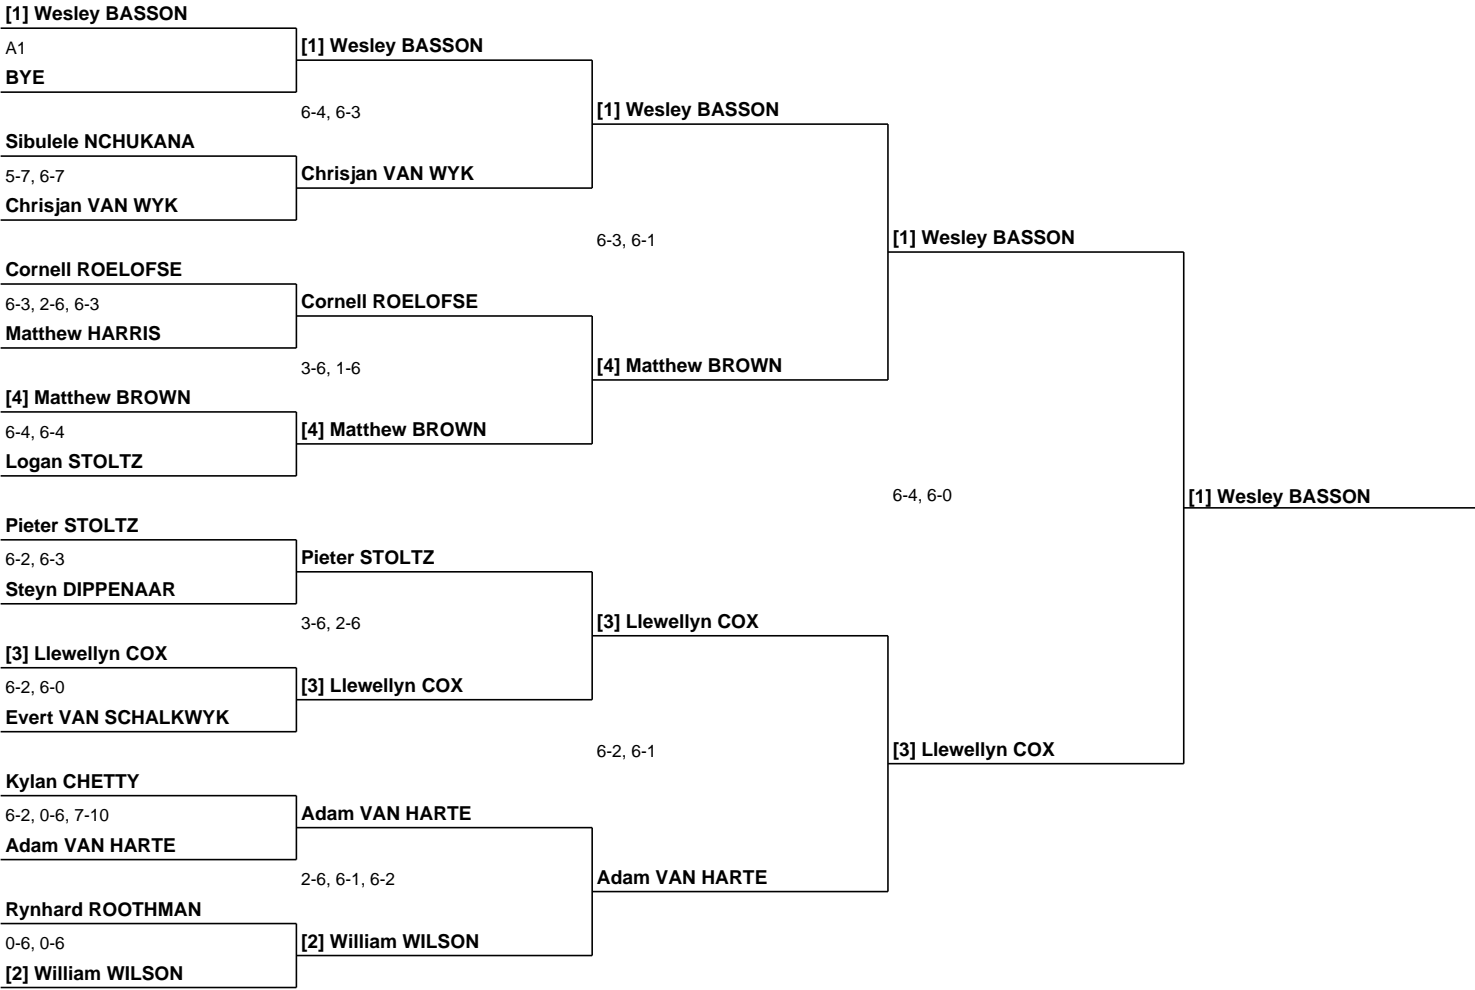 [1] Wesley BASSON
A1
BYE
Sibulele NCHUKANA
5-7, 6-7
Chrisjan VAN WYK
Cornell ROELOFSE
6-3, 2-6, 6-3
Matthew HARRIS
[4] Matthew BROWN
6-4, 6-4
Logan STOLTZ
Pieter STOLTZ
6-2, 6-3
Steyn DIPPENAAR
[3] Llewellyn COX
6-2, 6-0
Evert VAN SCHALKWYK
Kylan CHETTY
6-2, 0-6, 7-10
Adam VAN HARTE
Rynhard ROOTHMAN
0-6, 0-6
[2] William WILSON
[1] Wesley BASSON
6-4, 6-3
Chrisjan VAN WYK
Cornell ROELOFSE
3-6, 1-6
[4] Matthew BROWN
Pieter STOLTZ
3-6, 2-6
[3] Llewellyn COX
Adam VAN HARTE
2-6, 6-1, 6-2
[2] William WILSON
[1] Wesley BASSON
6-3, 6-1
[4] Matthew BROWN
[3] Llewellyn COX
6-2, 6-1
Adam VAN HARTE
[1] Wesley BASSON
6-4, 6-0
[3] Llewellyn COX
[1] Wesley BASSON